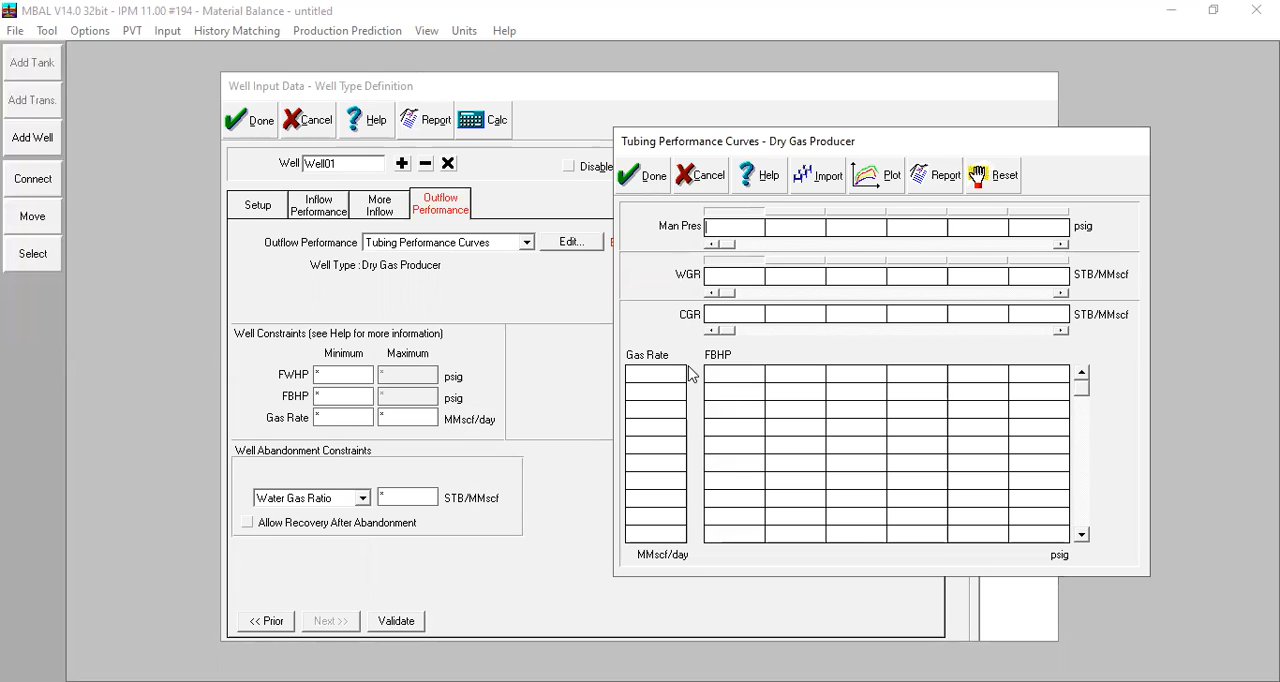 MBAL V14.0 32bit - IPM 11.00 #194 - Material Balance - untitled
File Tool Options PVT Input History Matching Production Prediction View Units Help
Add Tank
Add Trans.
Add Well
Connect
Move
Select
Well Input Data - Well Type Definition
Done Cancel Help Report Calc
Well Well01 Disable
Setup Inflow Performance More Inflow Outflow Performance
Outflow Performance Tubing Performance Curves Edit...
Well Type : Dry Gas Producer
Well Constraints (see Help for more information)
Minimum Maximum
FWHP * * psig
FBHP * * psig
Gas Rate * * MMscf/day
Well Abandonment Constraints
Water Gas Ratio * STB/MMscf
Allow Recovery After Abandonment
<< Prior Next >> Validate
Tubing Performance Curves - Dry Gas Producer
Done Cancel Help Import Plot Report Reset
Man Pres psig
WGR STB/MMscf
CGR STB/MMscf
Gas Rate FBHP
MMscf/day psig